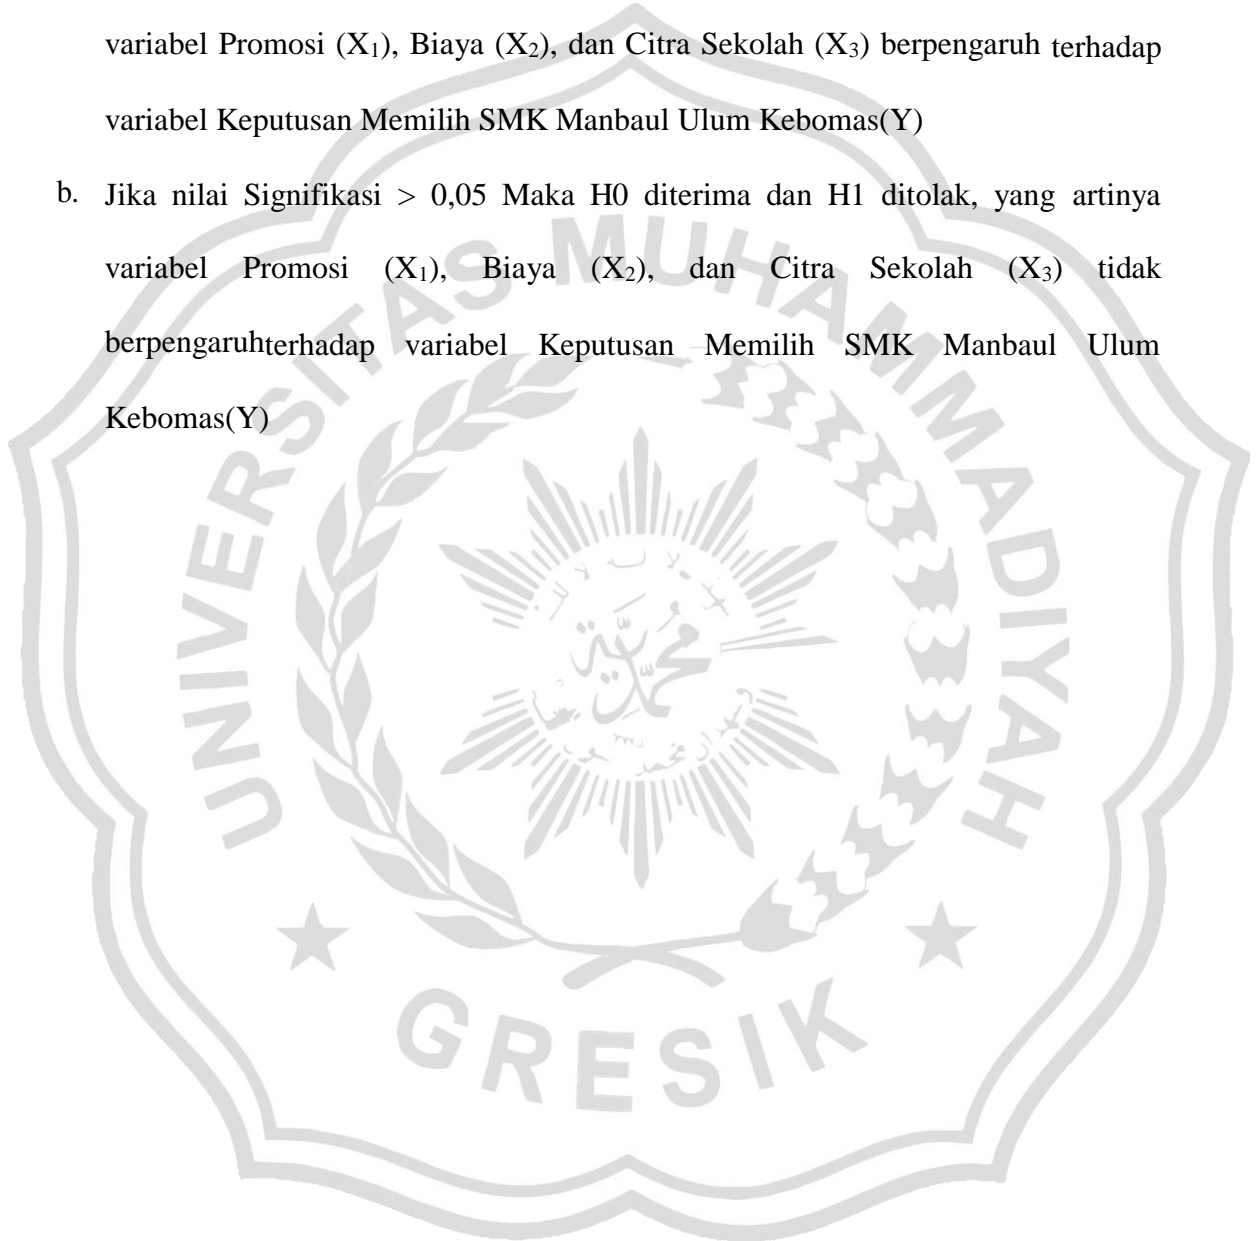 variabel Promosi (X₁), Biaya (X₂), dan Citra Sekolah (X₃) berpengaruh terhadap
variabel Keputusan Memilih SMK Manbaul Ulum Kebomas(Y)
b. Jika nilai Signifikasi > 0,05 Maka H0 diterima dan H1 ditolak, yang artinya
variabel Promosi (X₁), Biaya (X₂), dan Citra Sekolah (X₃) tidak
berpengaruhterhadap variabel Keputusan Memilih SMK Manbaul Ulum
Kebomas(Y)
UNIVERSITAS MUHAMMADIYAH
محمدية
GRESIK